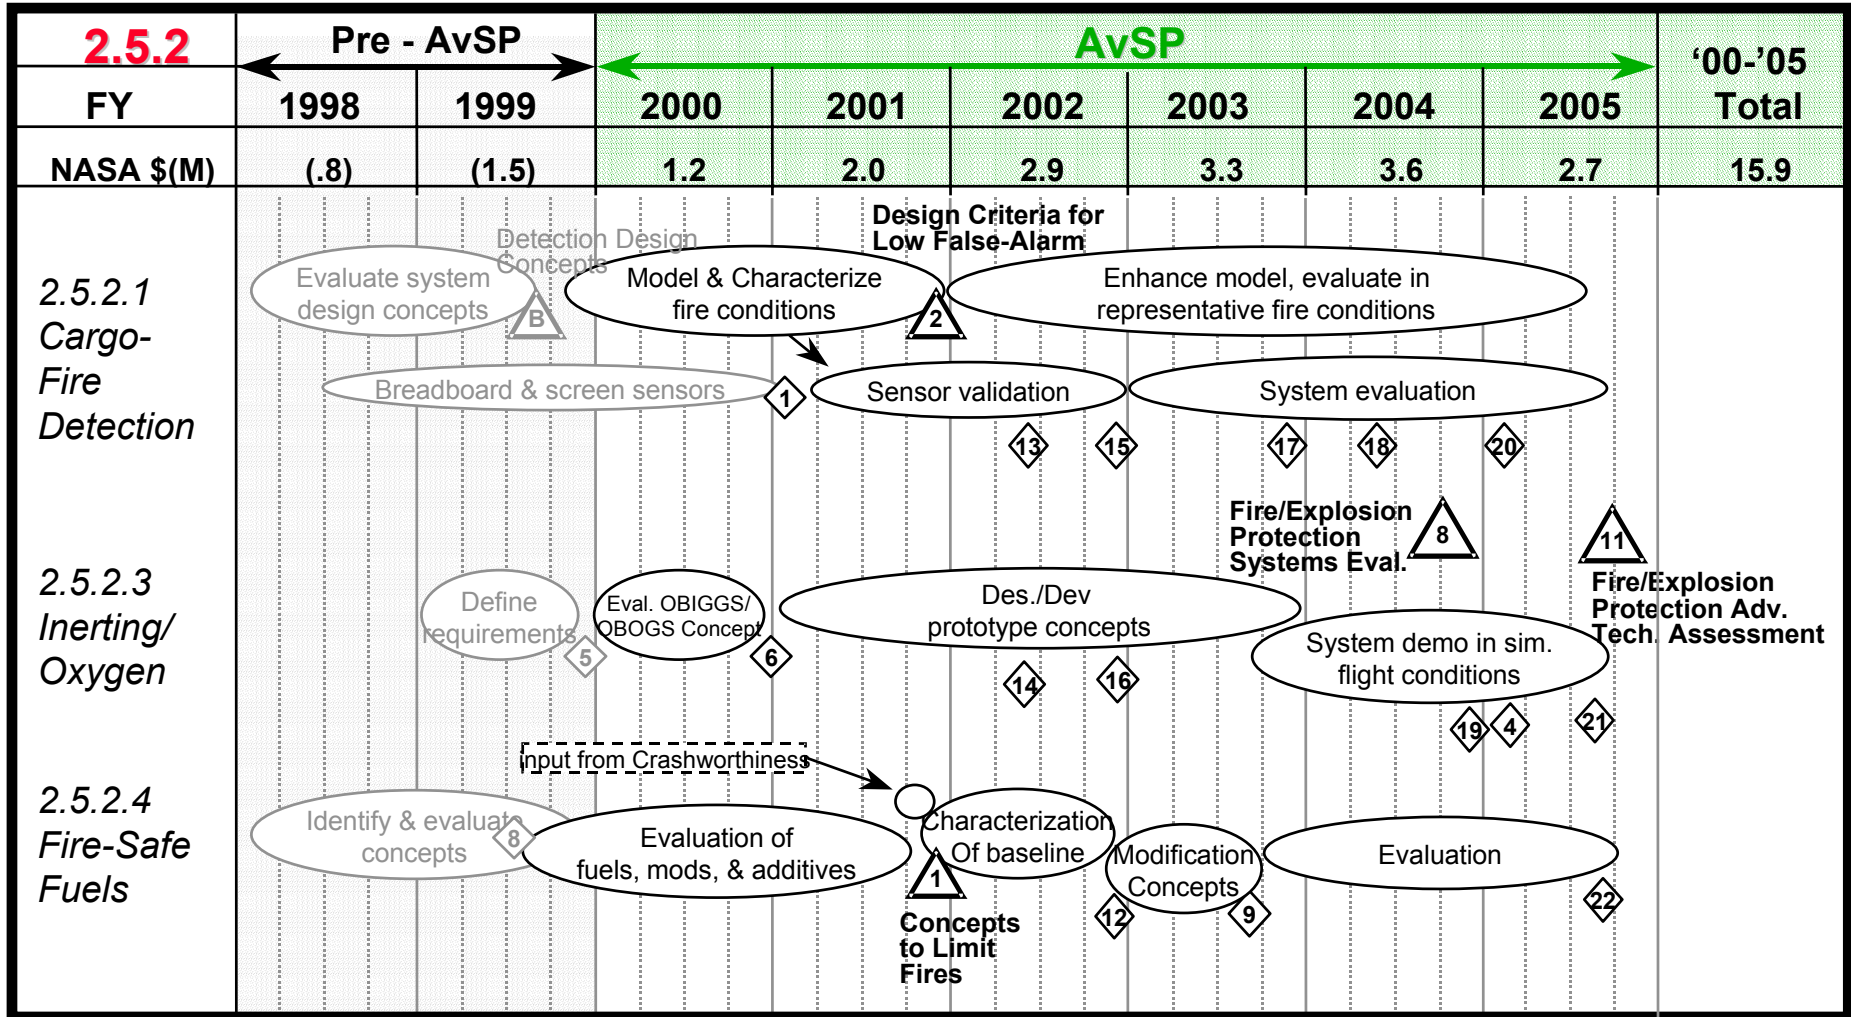 2.5.2
Pre - AvSP
AvSP
'00-'05
Total
FY
1998
1999
2000
2001
2002
2003
2004
2005
NASA $(M)
(.8)
(1.5)
1.2
2.0
2.9
3.3
3.6
2.7
15.9
2.5.2.1
Cargo-
Fire
Detection
Evaluate system
design concepts
Detection Design
Concepts
B
Model & Characterize
fire conditions
Design Criteria for
Low False-Alarm
2
Enhance model, evaluate in
representative fire conditions
Breadboard & screen sensors
1
Sensor validation
System evaluation
13
15
17
18
20
Fire/Explosion
Protection
Systems Eval.
8
11
Fire/Explosion
Protection Adv.
Tech. Assessment
2.5.2.3
Inerting/
Oxygen
Define
requirements
5
Eval. OBIGGS/
OBOGS Concept
6
Des./Dev
prototype concepts
14
16
System demo in sim.
flight conditions
19
4
21
2.5.2.4
Fire-Safe
Fuels
Input from Crashworthiness
Identify & evaluate
concepts
8
Evaluation of
fuels, mods, & additives
Characterization
Of baseline
1
Concepts
to Limit
Fires
Modification
Concepts
12
9
Evaluation
22